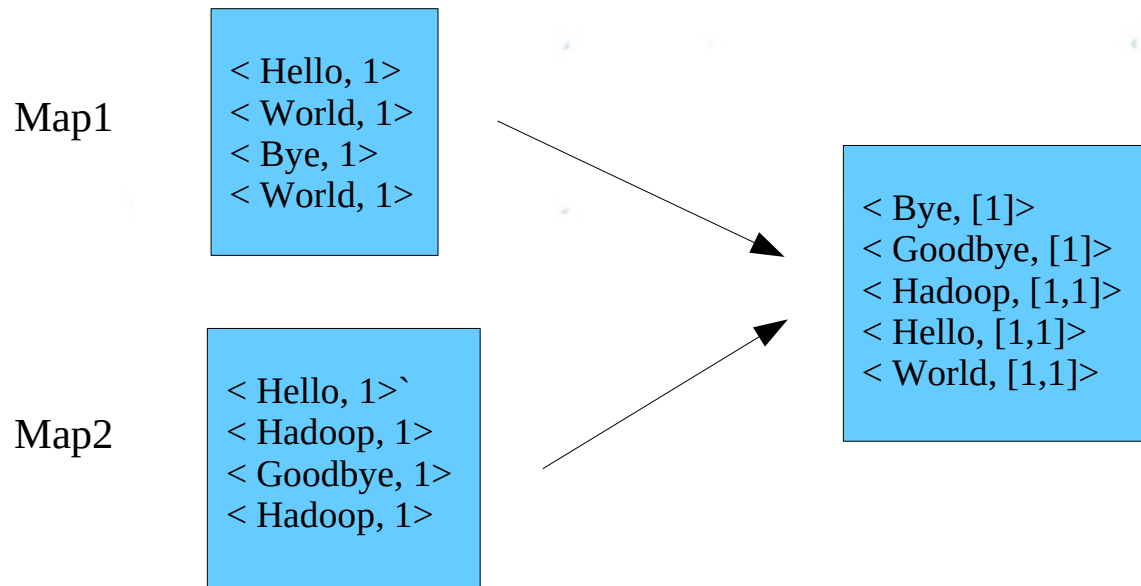 Map1
< Hello, 1>
< World, 1>
< Bye, 1>
< World, 1>
Map2
< Hello, 1>`
< Hadoop, 1>
< Goodbye, 1>
< Hadoop, 1>
< Bye, [1]>
< Goodbye, [1]>
< Hadoop, [1,1]>
< Hello, [1,1]>
< World, [1,1]>